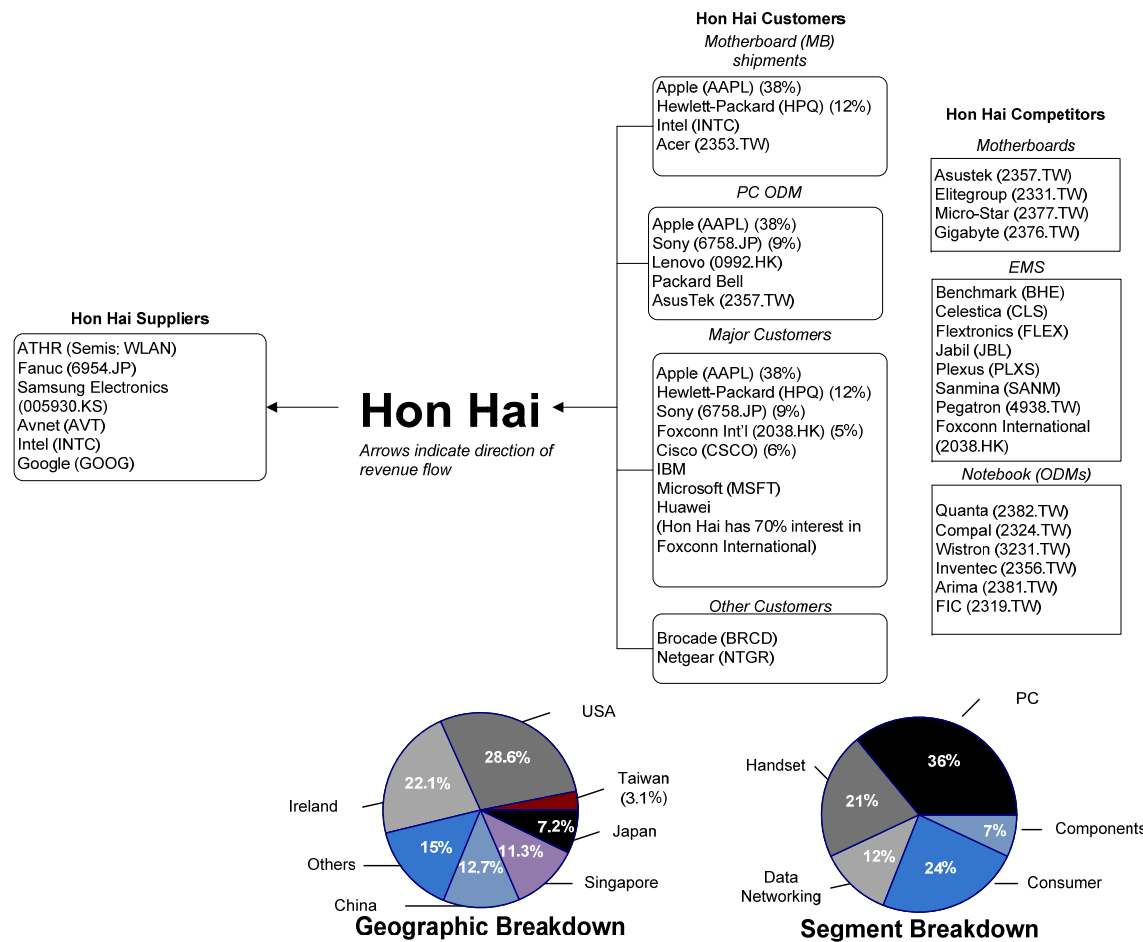 Hon Hai Customers
Motherboard (MB)
shipments
Apple (AAPL) (38%)
Hewlett-Packard (HPQ) (12%)
Intel (INTC)
Acer (2353.TW)
PC ODM
Apple (AAPL) (38%)
Sony (6758.JP) (9%)
Lenovo (0992.HK)
Packard Bell
AsusTek (2357.TW)
Major Customers
Apple (AAPL) (38%)
Hewlett-Packard (HPQ) (12%)
Sony (6758.JP) (9%)
Foxconn Int'l (2038.HK) (5%)
Cisco (CSCO) (6%)
IBM
Microsoft (MSFT)
Huawei
(Hon Hai has 70% interest in
Foxconn International)
Other Customers
Brocade (BRCD)
Netgear (NTGR)
Hon Hai Competitors
Motherboards
Asustek (2357.TW)
Elitegroup (2331.TW)
Micro-Star (2377.TW)
Gigabyte (2376.TW)
EMS
Benchmark (BHE)
Celestica (CLS)
Flextronics (FLEX)
Jabil (JBL)
Plexus (PLXS)
Sanmina (SANM)
Pegatron (4938.TW)
Foxconn International
(2038.HK)
Notebook (ODMs)
Quanta (2382.TW)
Compal (2324.TW)
Wistron (3231.TW)
Inventec (2356.TW)
Arima (2381.TW)
FIC (2319.TW)
Hon Hai Suppliers
ATHR (Semis: WLAN)
Fanuc (6954.JP)
Samsung Electronics
(005930.KS)
Avnet (AVT)
Intel (INTC)
Google (GOOG)
Hon Hai
Arrows indicate direction of
revenue flow
USA
28.6%
Taiwan
(3.1%)
Japan
7.2%
Singapore
11.3%
China
12.7%
Others
15%
Ireland
22.1%
Geographic Breakdown
PC
36%
Components
7%
Consumer
24%
Data
Networking
12%
Handset
21%
Segment Breakdown